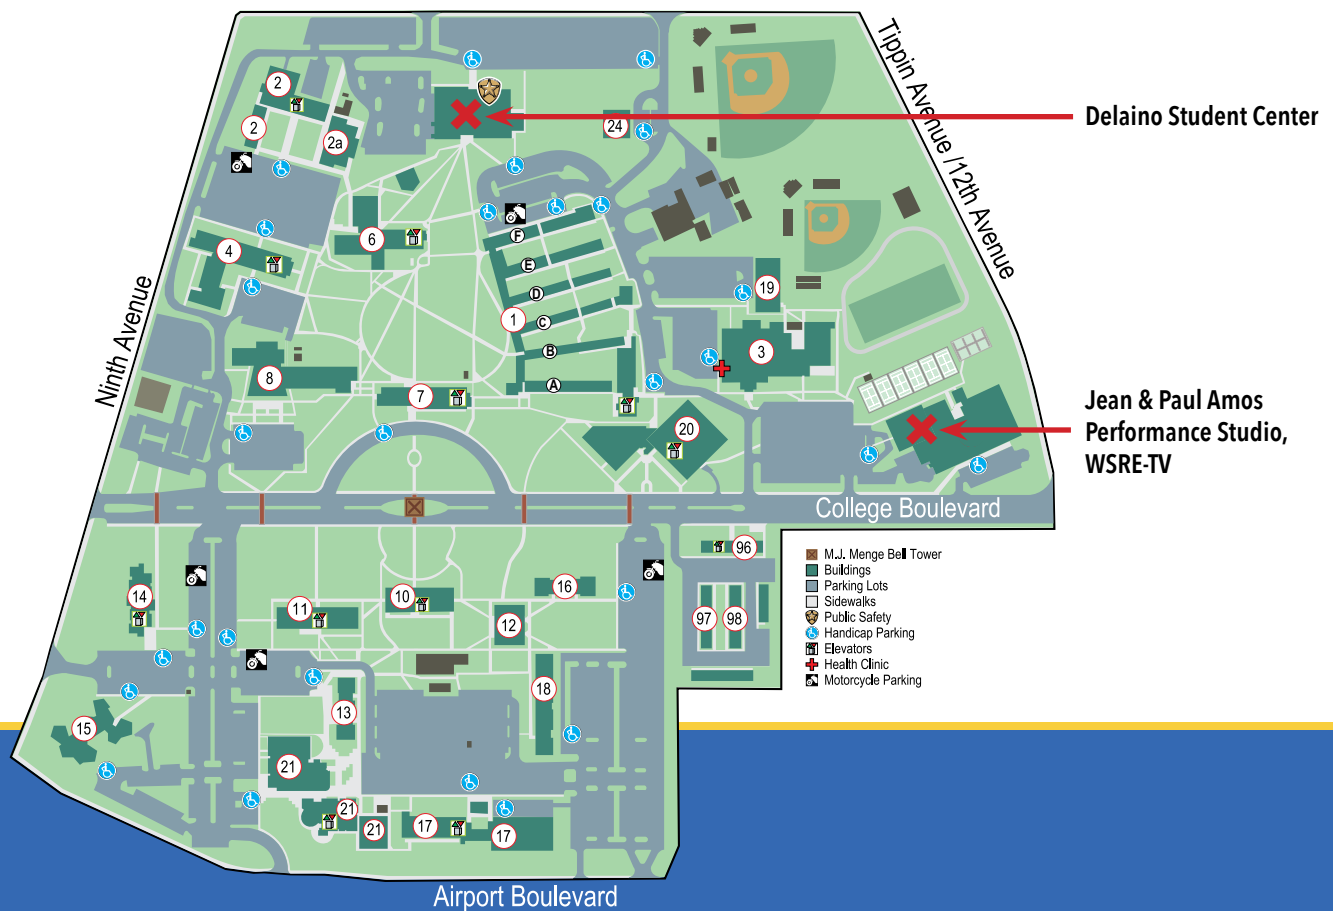 Tippin Avenue /12th Avenue
Delaino Student Center
2
2
2a
24
6
F
4
E
D
19
1
C
B
3
8
A
7
Ninth Avenue
20
Jean & Paul Amos
Performance Studio,
WSRE-TV
College Boulevard
96
M.J. Menge Bell Tower
Buildings
Parking Lots
Sidewalks
Public Safety
Handicap Parking
Elevators
Health Clinic
Motorcycle Parking
14
11
10
16
12
97
98
18
13
15
21
21
21
17
17
Airport Boulevard